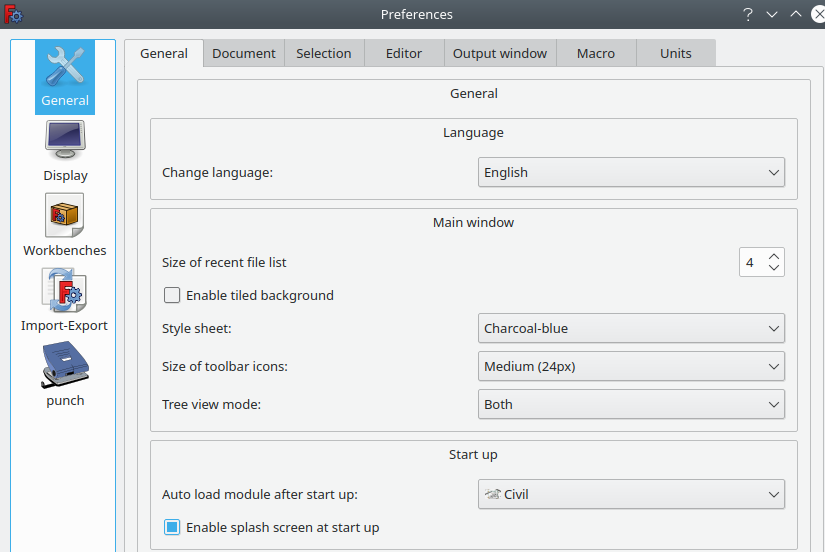 Preferences
General
Display
Workbenches
Import-Export
punch
General Document Selection Editor Output window Macro Units
General
Language
Change language: English
Main window
Size of recent file list 4
Enable tiled background
Style sheet: Charcoal-blue
Size of toolbar icons: Medium (24px)
Tree view mode: Both
Start up
Auto load module after start up: Civil
Enable splash screen at start up